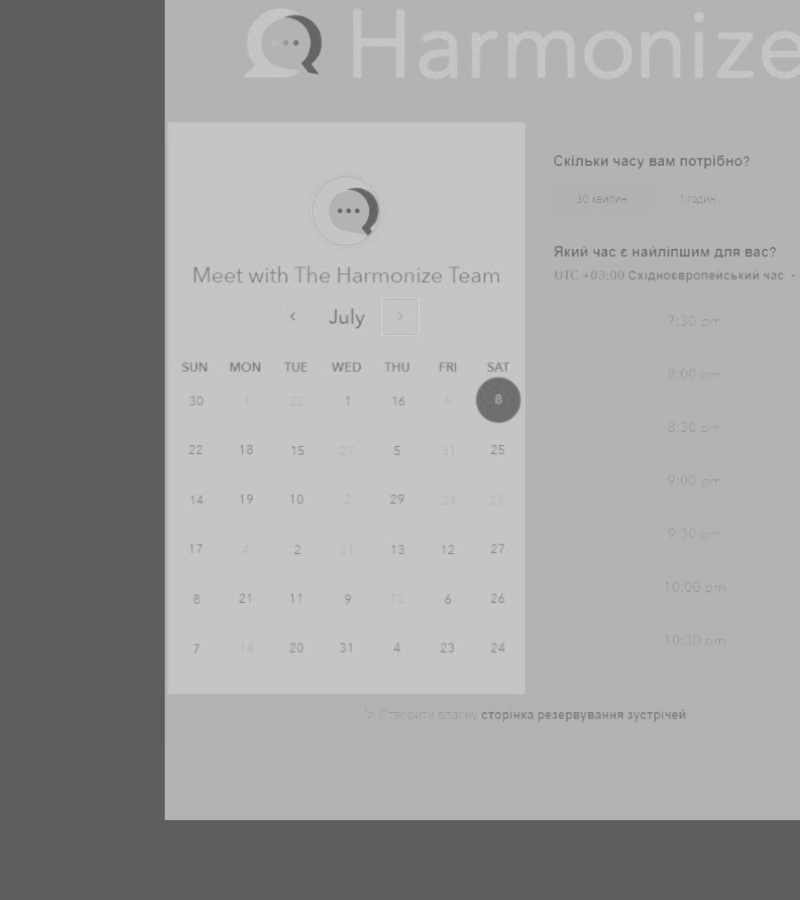 Harmonize
Meet with The Harmonize Team
July
SUN MON TUE WED THU FRI SAT
30 1 22 1 16 6 8
22 18 15 27 5 31 25
14 19 10 2 29 24 25
17 4 2 21 13 12 27
8 21 11 9 12 6 26
7 14 20 31 4 23 24
Скільки часу вам потрібно?
30 хвилин 1 годин
Який час є найліпшим для вас?
UTC +03:00 Східноєвропейський час
7:30 pm
8:00 pm
8:30 pm
9:00 pm
9:30 pm
10:00 pm
10:30 pm
Створити власну сторінка резервування зустрічей